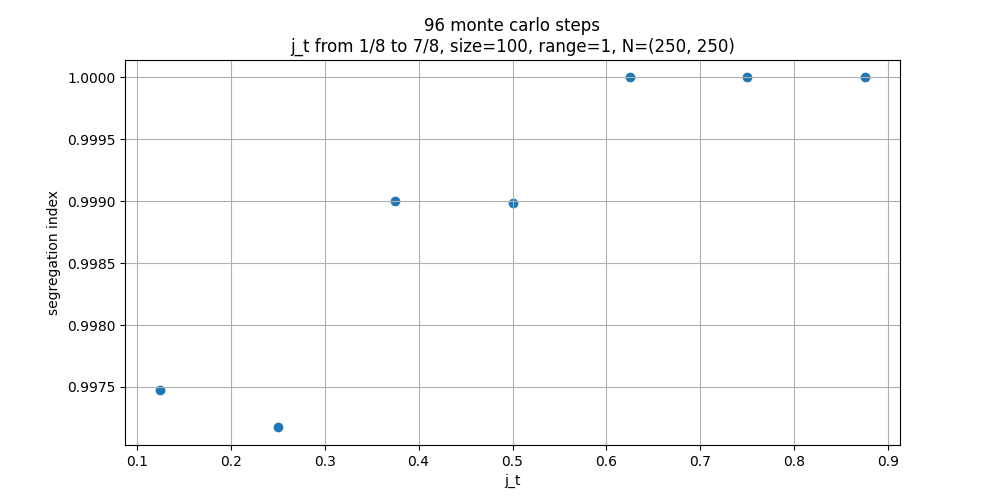 96 monte carlo steps
j_t from 1/8 to 7/8, size=100, range=1, N=(250, 250)
1.0000
0.9995
0.9990
0.9985
0.9980
0.9975
segregation index
0.1 0.2 0.3 0.4 0.5 0.6 0.7 0.8 0.9
j_t